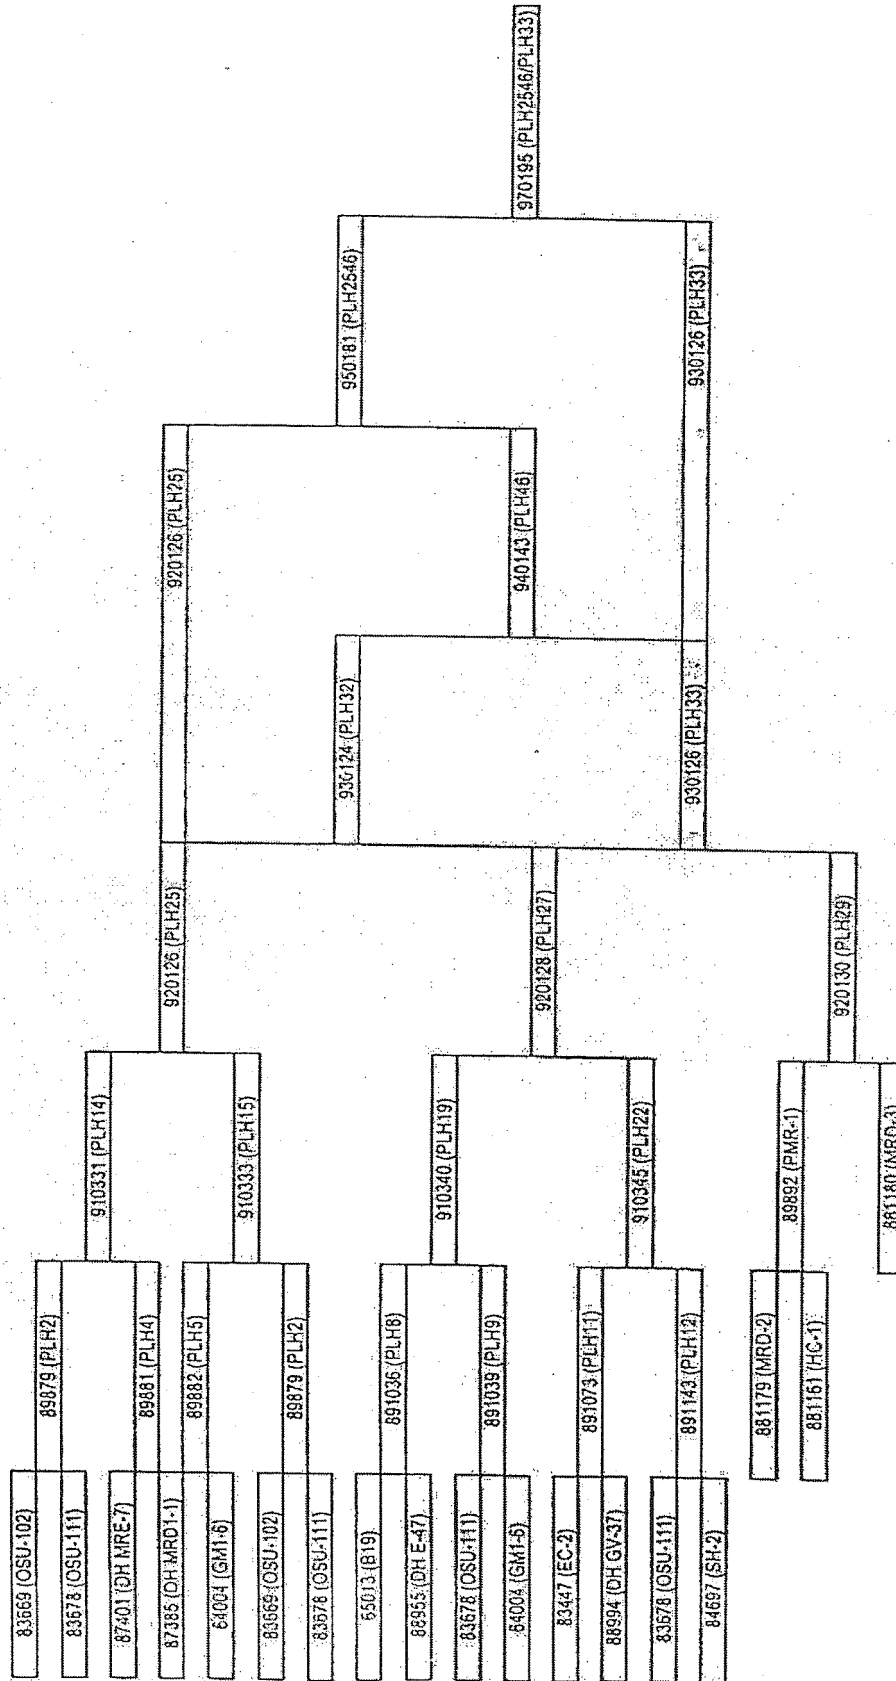 83669 (OSU-102)
83678 (OSU-111)
87401 (DH MRE-7)
87385 (DH MRD1-1)
64004 (GM1-6)
83669 (OSU-102)
83678 (OSU-111)
65013 (B19)
88955 (DH E-47)
83678 (OSU-111)
64004 (GM1-6)
83447 (EC-2)
88994 (DH GV-37)
83678 (OSU-111)
84697 (SH-2)
89879 (PLH2)
89881 (PLH4)
89882 (PLH5)
89879 (PLH2)
891036 (PLH8)
891039 (PLH9)
891073 (PLH11)
891143 (PLH12)
881179 (MRD-2)
881161 (HC-1)
910331 (PLH14)
910333 (PLH15)
910340 (PLH19)
910345 (PLH22)
89892 (PMR-1)
881180 (MRD-3)
920126 (PLH25)
920128 (PLH27)
920130 (PLH29)
930124 (PLH32)
930126 (PLH33)
920126 (PLH25)
940143 (PLH46)
950181 (PLH2546)
930126 (PLH33)
970195 (PLH2546/PLH33)